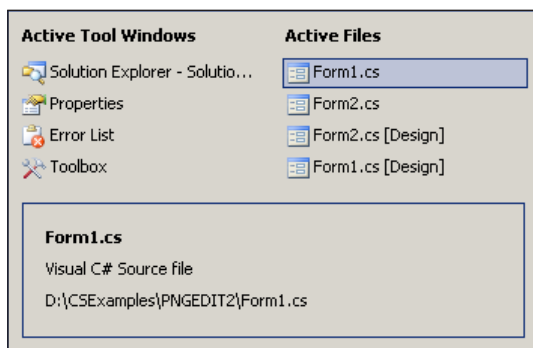 Active Tool Windows
Solution Explorer - Solutio...
Properties
Error List
Toolbox
Active Files
Form1.cs
Form2.cs
Form2.cs [Design]
Form1.cs [Design]
Form1.cs
Visual C# Source file
D:\CSExamples\PNGEDIT2\Form1.cs